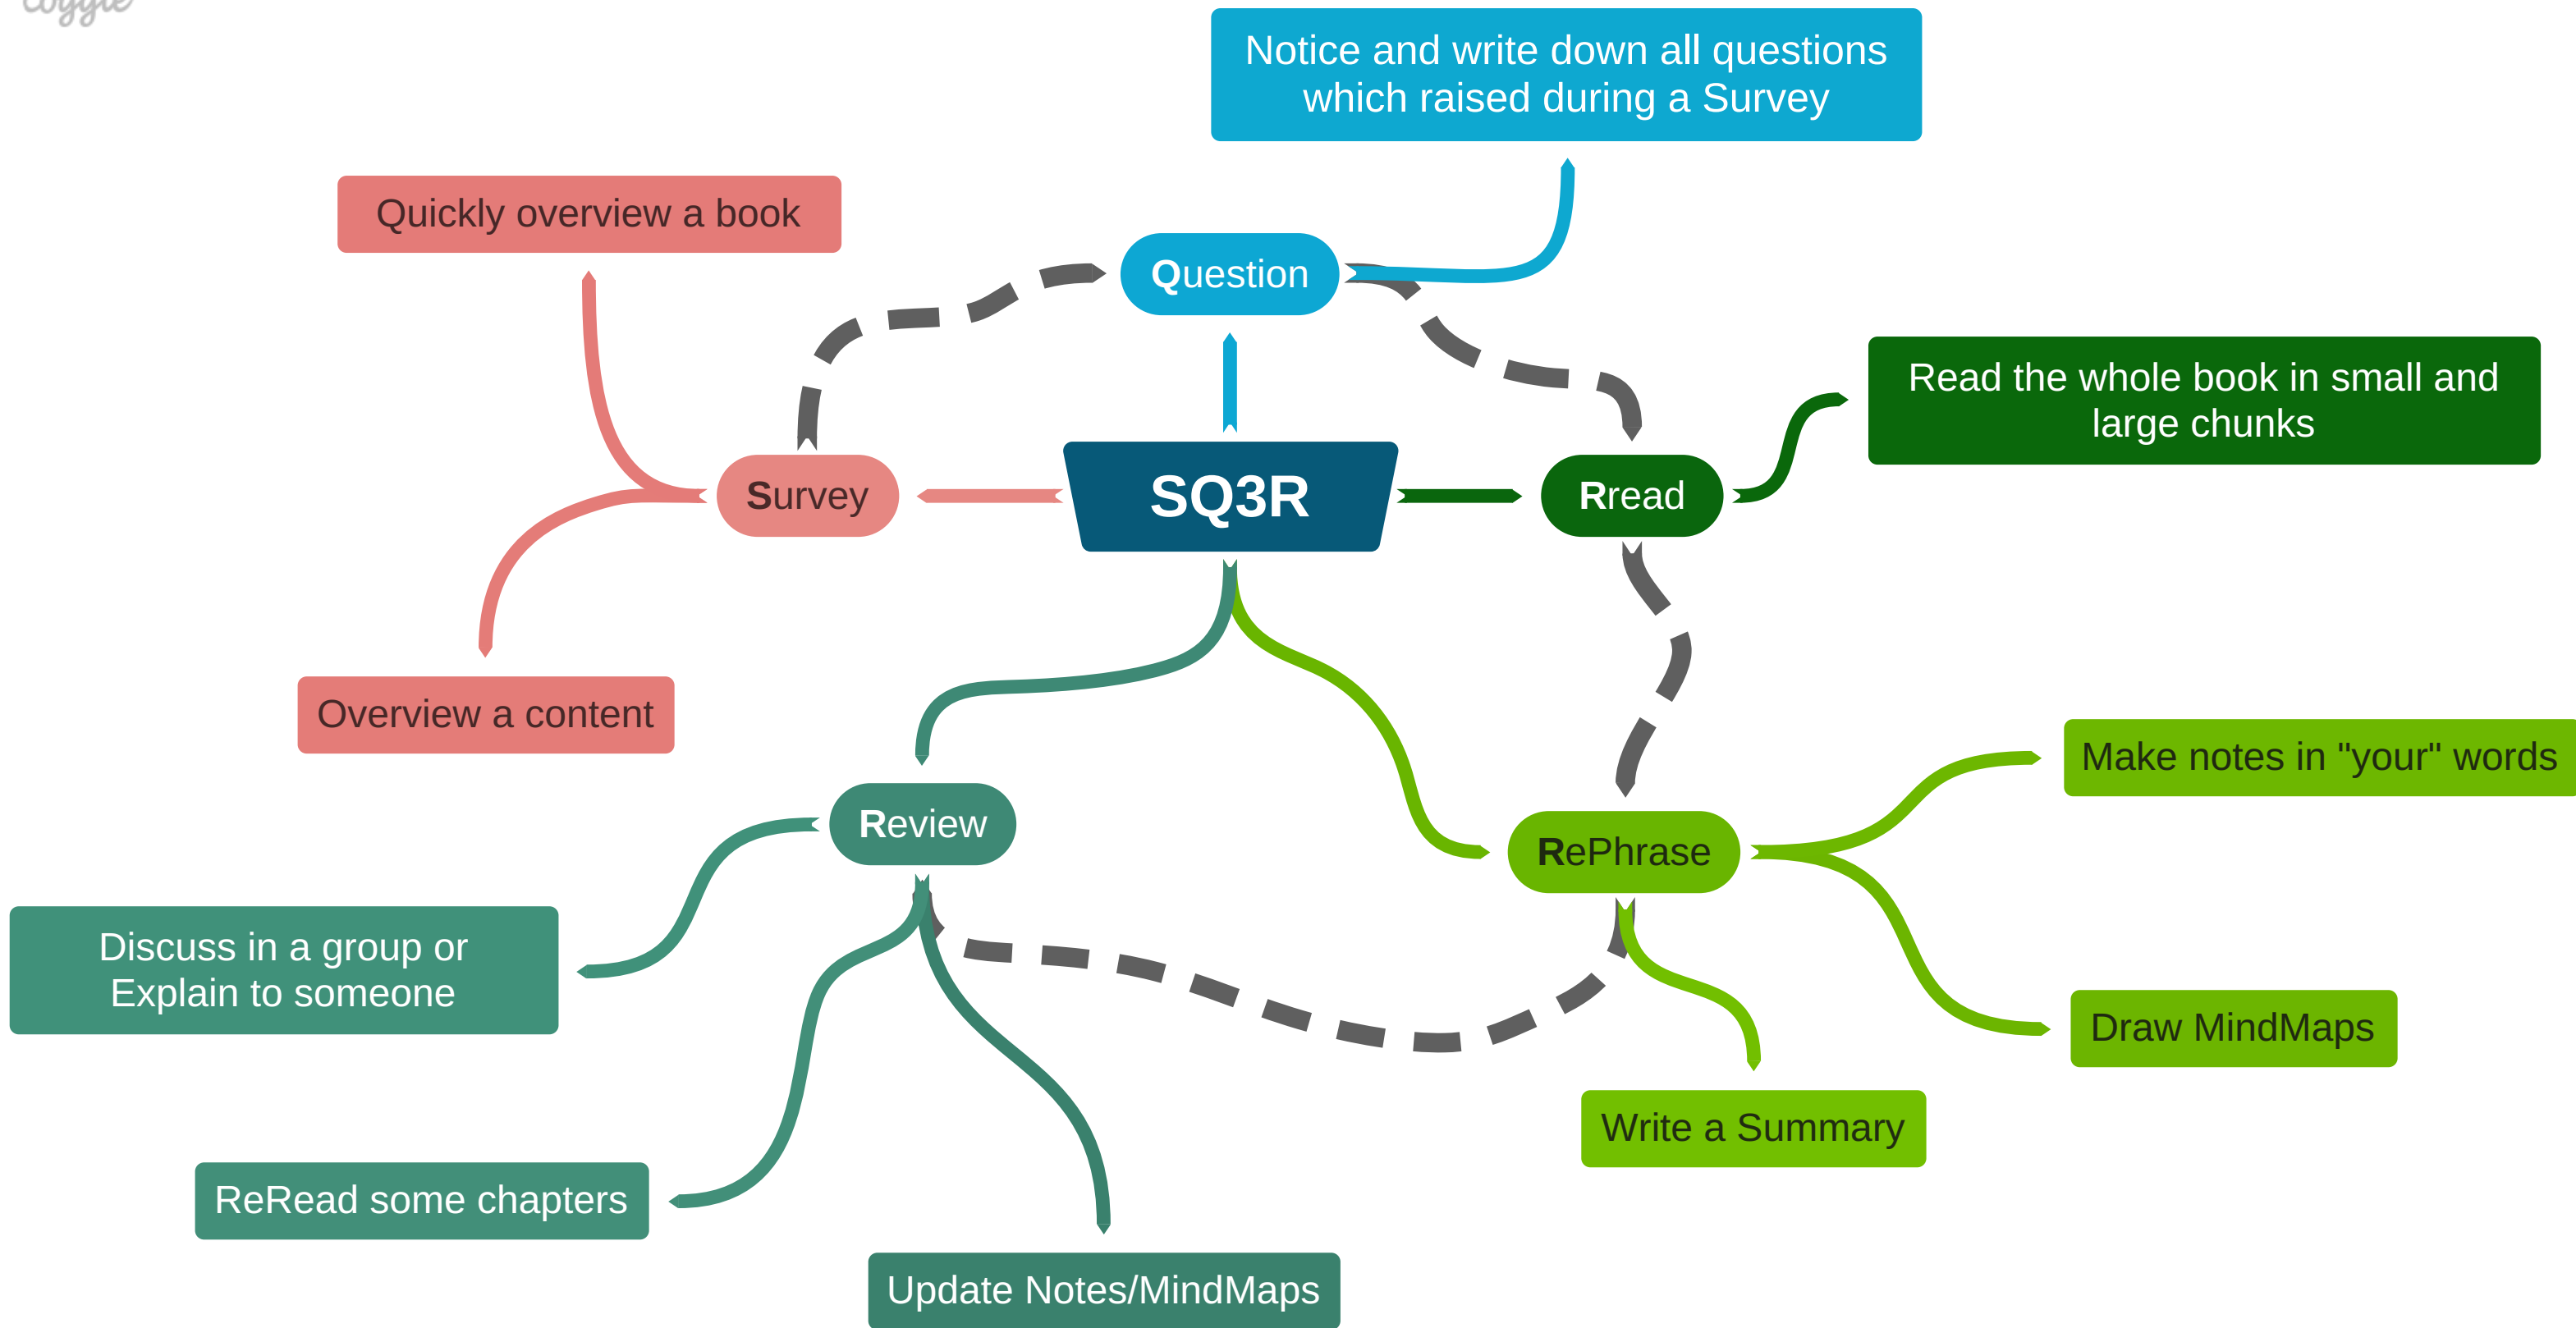 Coggle
Notice and write down all questions
which raised during a Survey
Quickly overview a book
Question
Read the whole book in small and
large chunks
Survey
SQ3R
Rread
Overview a content
Make notes in "your" words
Review
RePhrase
Discuss in a group or
Explain to someone
Draw MindMaps
Write a Summary
ReRead some chapters
Update Notes/MindMaps